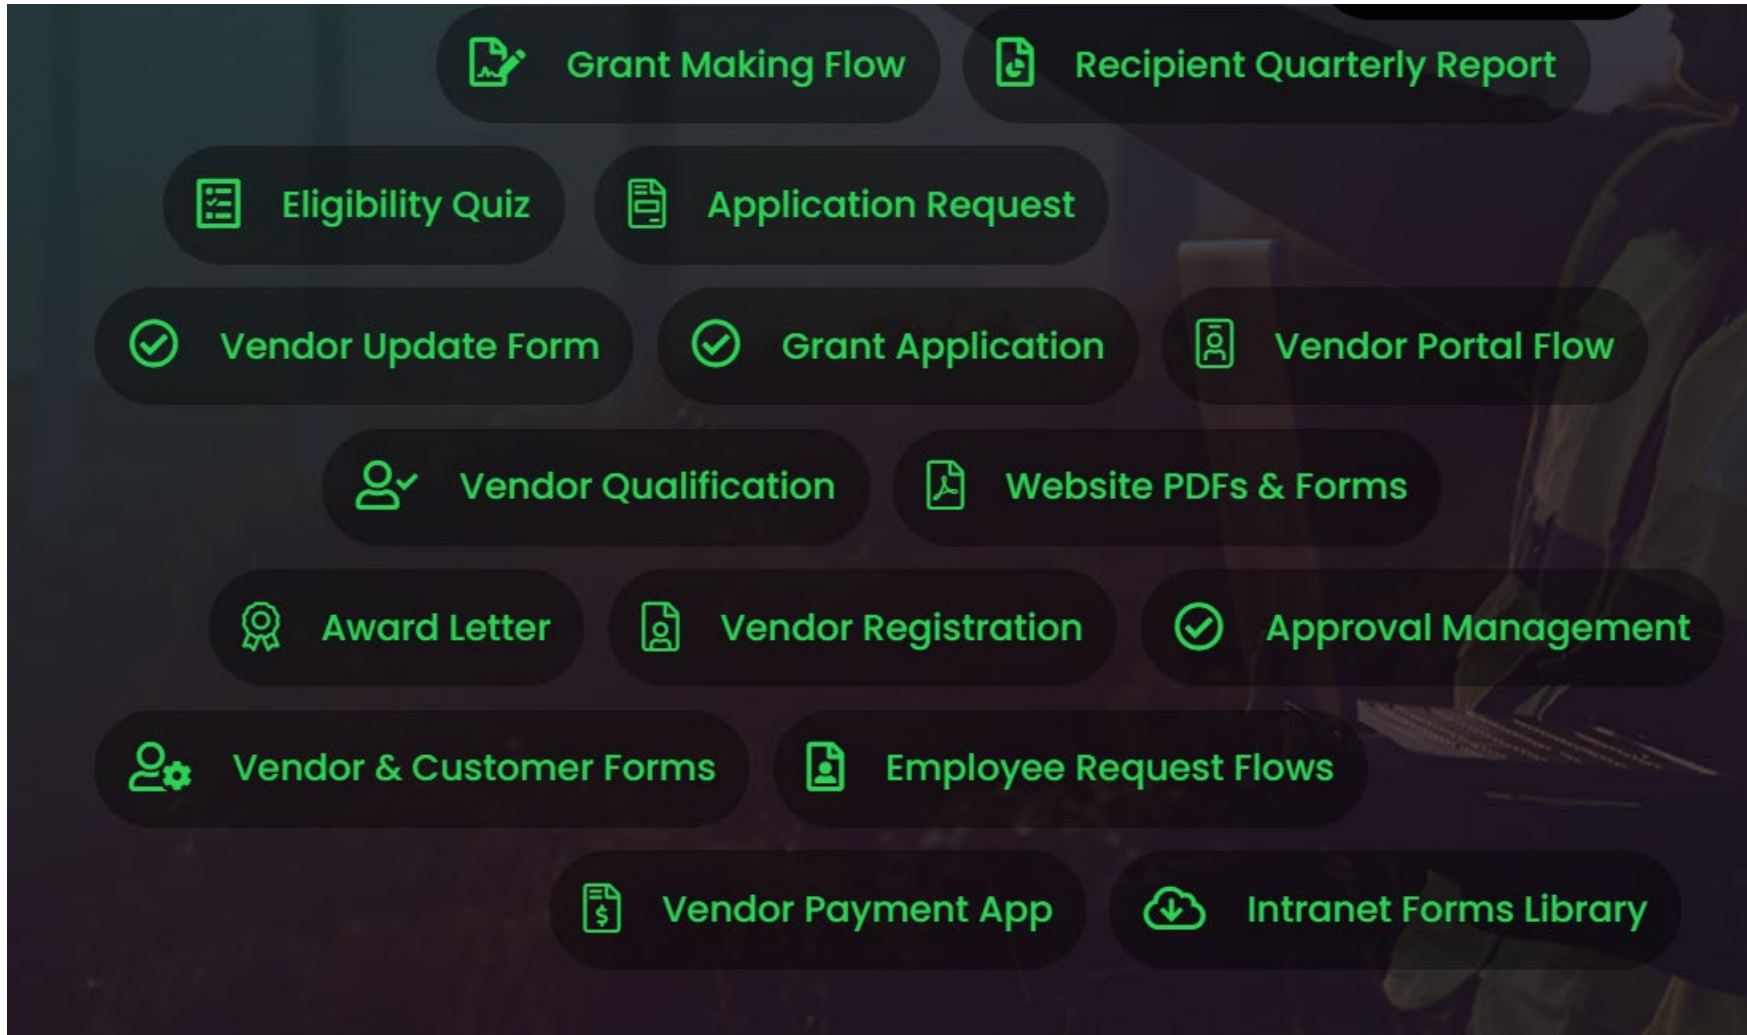 Grant Making Flow Recipient Quarterly Report
Eligibility Quiz Application Request
Vendor Update Form Grant Application Vendor Portal Flow
Vendor Qualification Website PDFs & Forms
Award Letter Vendor Registration Approval Management
Vendor & Customer Forms Employee Request Flows
Vendor Payment App Intranet Forms Library